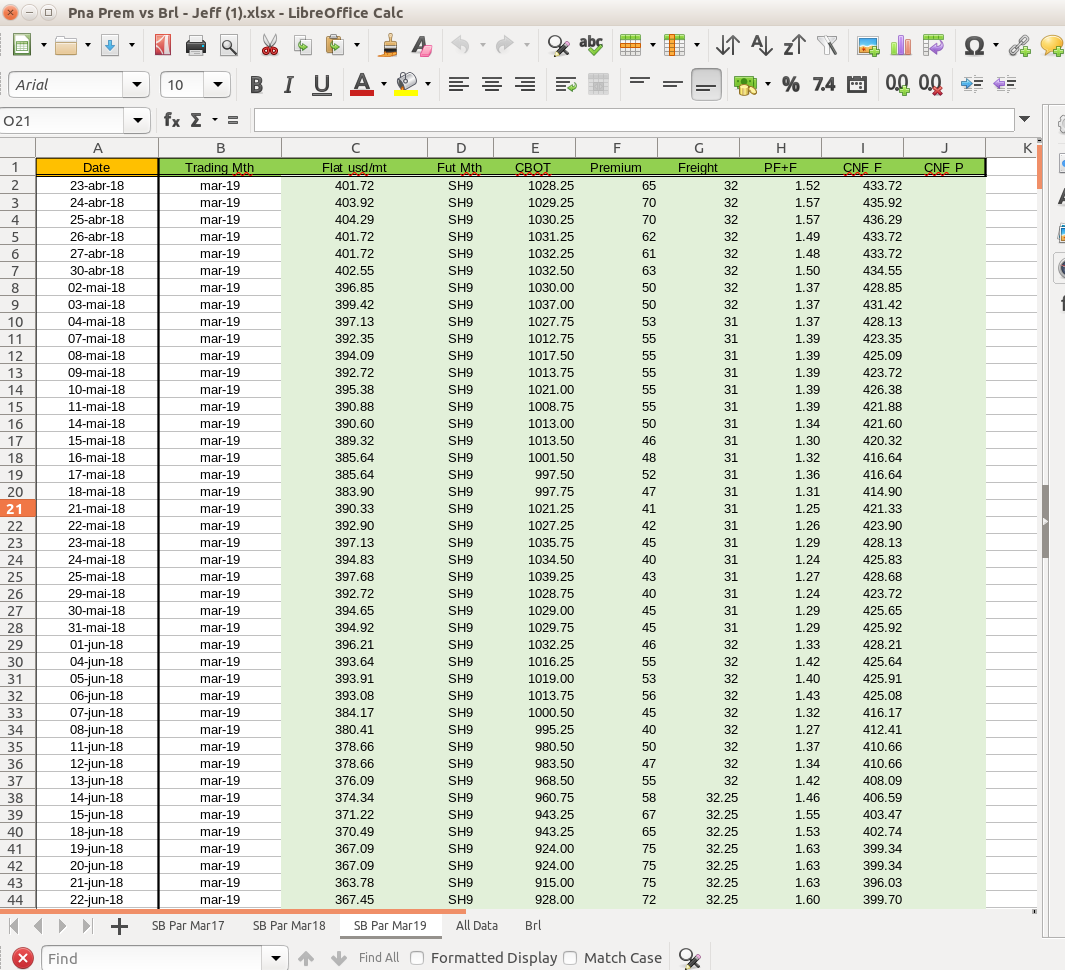 Pna Prem vs Brl - Jeff (1).xlsx - LibreOffice Calc
Arial 10 B I U % 7.4 0.0 0.0
O21 fx Σ =
A B C D E F G H I J K
1 Date Trading Mth Flat usd/mt Fut Mth CBOT Premium Freight PF+F CNF F CNF P
2 23-abr-18 mar-19 401.72 SH9 1028.25 65 32 1.52 433.72
3 24-abr-18 mar-19 403.92 SH9 1029.25 70 32 1.57 435.92
4 25-abr-18 mar-19 404.29 SH9 1030.25 70 32 1.57 436.29
5 26-abr-18 mar-19 401.72 SH9 1031.25 62 32 1.49 433.72
6 27-abr-18 mar-19 401.72 SH9 1032.25 61 32 1.48 433.72
7 30-abr-18 mar-19 402.55 SH9 1032.50 63 32 1.50 434.55
8 02-mai-18 mar-19 396.85 SH9 1030.00 50 32 1.37 428.85
9 03-mai-18 mar-19 399.42 SH9 1037.00 50 32 1.37 431.42
10 04-mai-18 mar-19 397.13 SH9 1027.75 53 31 1.37 428.13
11 07-mai-18 mar-19 392.35 SH9 1012.75 55 31 1.39 423.35
12 08-mai-18 mar-19 394.09 SH9 1017.50 55 31 1.39 425.09
13 09-mai-18 mar-19 392.72 SH9 1013.75 55 31 1.39 423.72
14 10-mai-18 mar-19 395.38 SH9 1021.00 55 31 1.39 426.38
15 11-mai-18 mar-19 390.88 SH9 1008.75 55 31 1.39 421.88
16 14-mai-18 mar-19 390.60 SH9 1013.00 50 31 1.34 421.60
17 15-mai-18 mar-19 389.32 SH9 1013.50 46 31 1.30 420.32
18 16-mai-18 mar-19 385.64 SH9 1001.50 48 31 1.32 416.64
19 17-mai-18 mar-19 385.64 SH9 997.50 52 31 1.36 416.64
20 18-mai-18 mar-19 383.90 SH9 997.75 47 31 1.31 414.90
21 21-mai-18 mar-19 390.33 SH9 1021.25 41 31 1.25 421.33
22 22-mai-18 mar-19 392.90 SH9 1027.25 42 31 1.26 423.90
23 23-mai-18 mar-19 397.13 SH9 1035.75 45 31 1.29 428.13
24 24-mai-18 mar-19 394.83 SH9 1034.50 40 31 1.24 425.83
25 25-mai-18 mar-19 397.68 SH9 1039.25 43 31 1.27 428.68
26 29-mai-18 mar-19 392.72 SH9 1028.75 40 31 1.24 423.72
27 30-mai-18 mar-19 394.65 SH9 1029.00 45 31 1.29 425.65
28 31-mai-18 mar-19 394.92 SH9 1029.75 45 31 1.29 425.92
29 01-jun-18 mar-19 396.21 SH9 1032.25 46 32 1.33 428.21
30 04-jun-18 mar-19 393.64 SH9 1016.25 55 32 1.42 425.64
31 05-jun-18 mar-19 393.91 SH9 1019.00 53 32 1.40 425.91
32 06-jun-18 mar-19 393.08 SH9 1013.75 56 32 1.43 425.08
33 07-jun-18 mar-19 384.17 SH9 1000.50 45 32 1.32 416.17
34 08-jun-18 mar-19 380.41 SH9 995.25 40 32 1.27 412.41
35 11-jun-18 mar-19 378.66 SH9 980.50 50 32 1.37 410.66
36 12-jun-18 mar-19 378.66 SH9 983.50 47 32 1.34 410.66
37 13-jun-18 mar-19 376.09 SH9 968.50 55 32 1.42 408.09
38 14-jun-18 mar-19 374.34 SH9 960.75 58 32.25 1.46 406.59
39 15-jun-18 mar-19 371.22 SH9 943.25 67 32.25 1.55 403.47
40 18-jun-18 mar-19 370.49 SH9 943.25 65 32.25 1.53 402.74
41 19-jun-18 mar-19 367.09 SH9 924.00 75 32.25 1.63 399.34
42 20-jun-18 mar-19 367.09 SH9 924.00 75 32.25 1.63 399.34
43 21-jun-18 mar-19 363.78 SH9 915.00 75 32.25 1.63 396.03
44 22-jun-18 mar-19 367.45 SH9 928.00 72 32.25 1.60 399.70
SB Par Mar17 SB Par Mar18 SB Par Mar19 All Data Brl
Find Find All Formatted Display Match Case